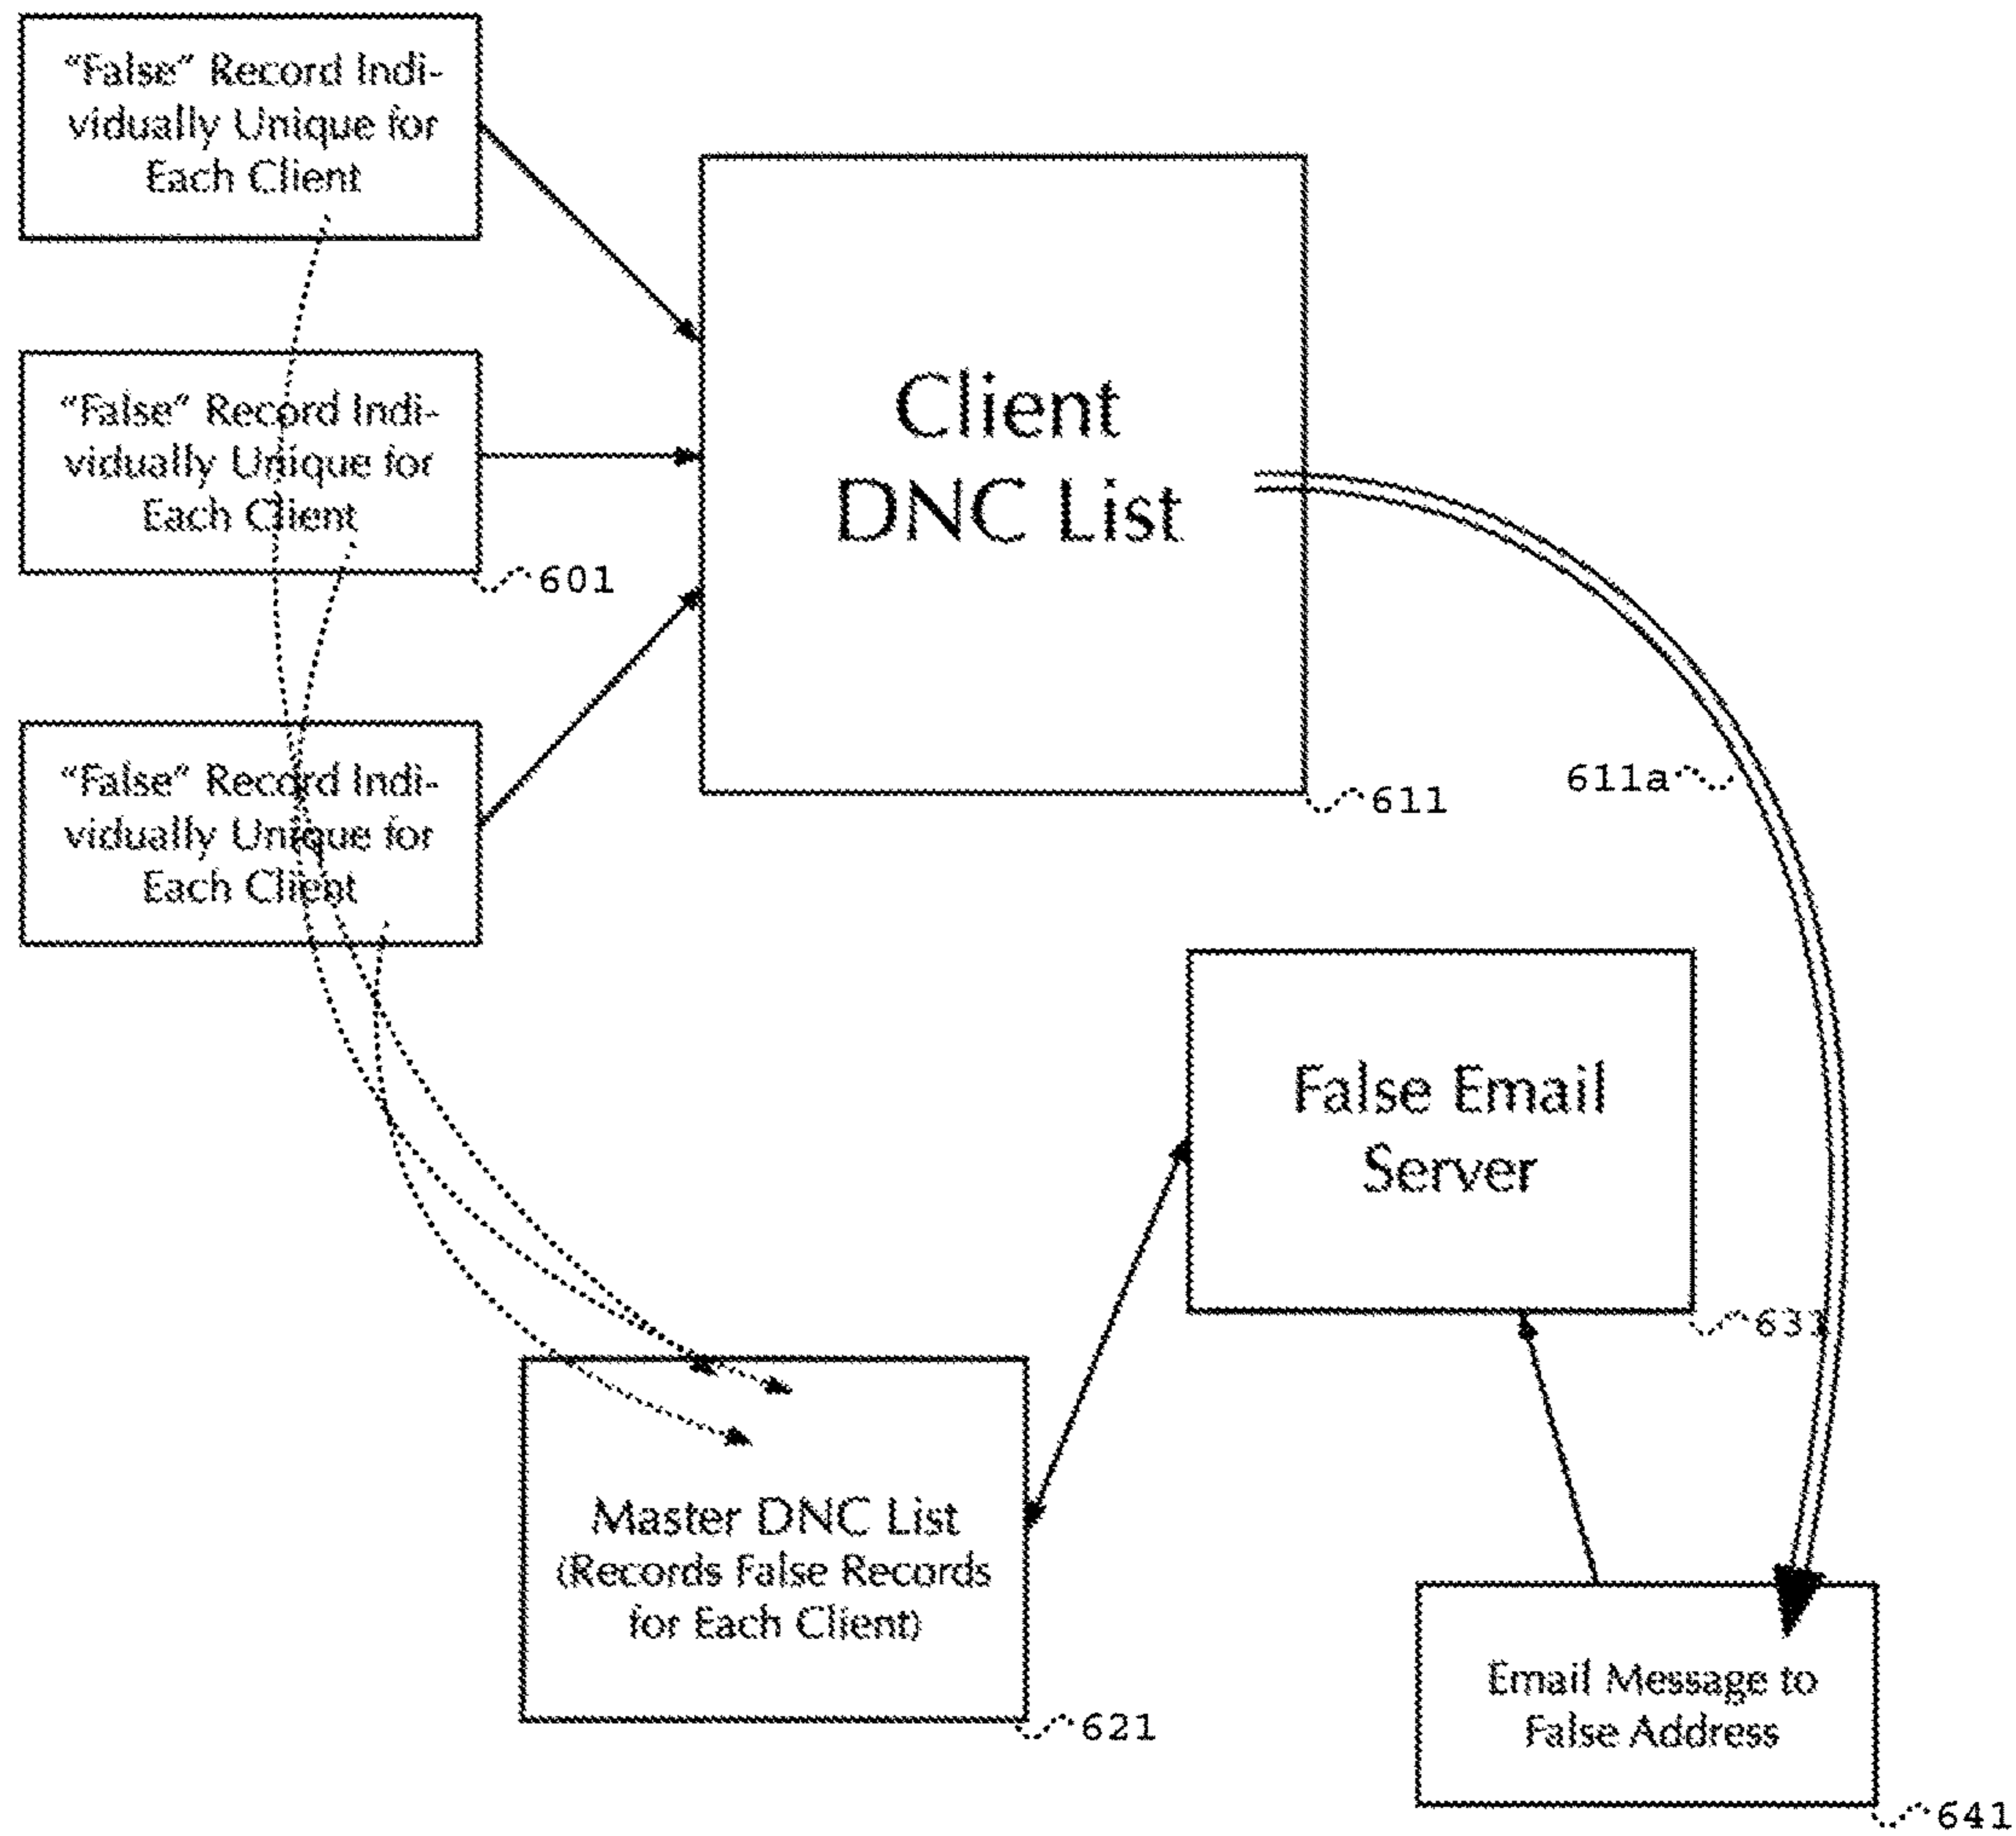 “False” Record Indi-
vidually Unique for
Each Client
“False” Record Indi-
vidually Unique for
Each Client
601
“False” Record Indi-
vidually Unique for
Each Client
Client
DNC List
611
611a
False Email
Server
Master DNC List
(Records False Records
for Each Client)
621
Email Message to
False Address
641